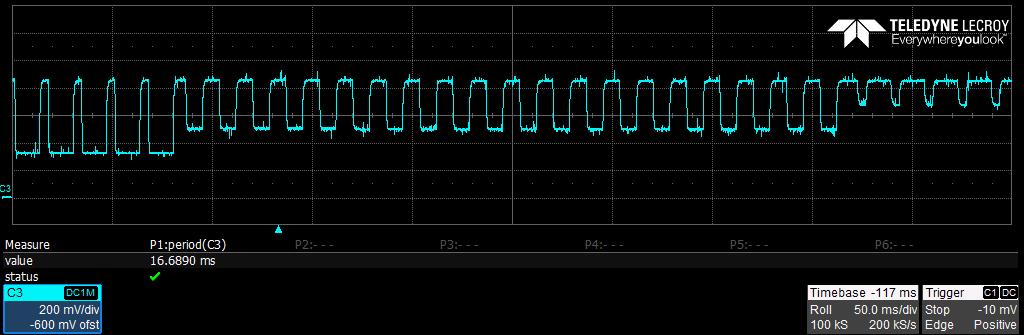 TELEDYNE LECROY
Everywhereyoulook™
C3
Measure P1:period(C3) P2:- - - P3:- - - P4:- - - P5:- - - P6:- - -
value 16.6890 ms
status
C3 DC1M
200 mV/div
-600 mV ofst
Timebase -117 ms
Roll 50.0 ms/div
100 kS 200 kS/s
Trigger C1 DC
Stop -10 mV
Edge Positive